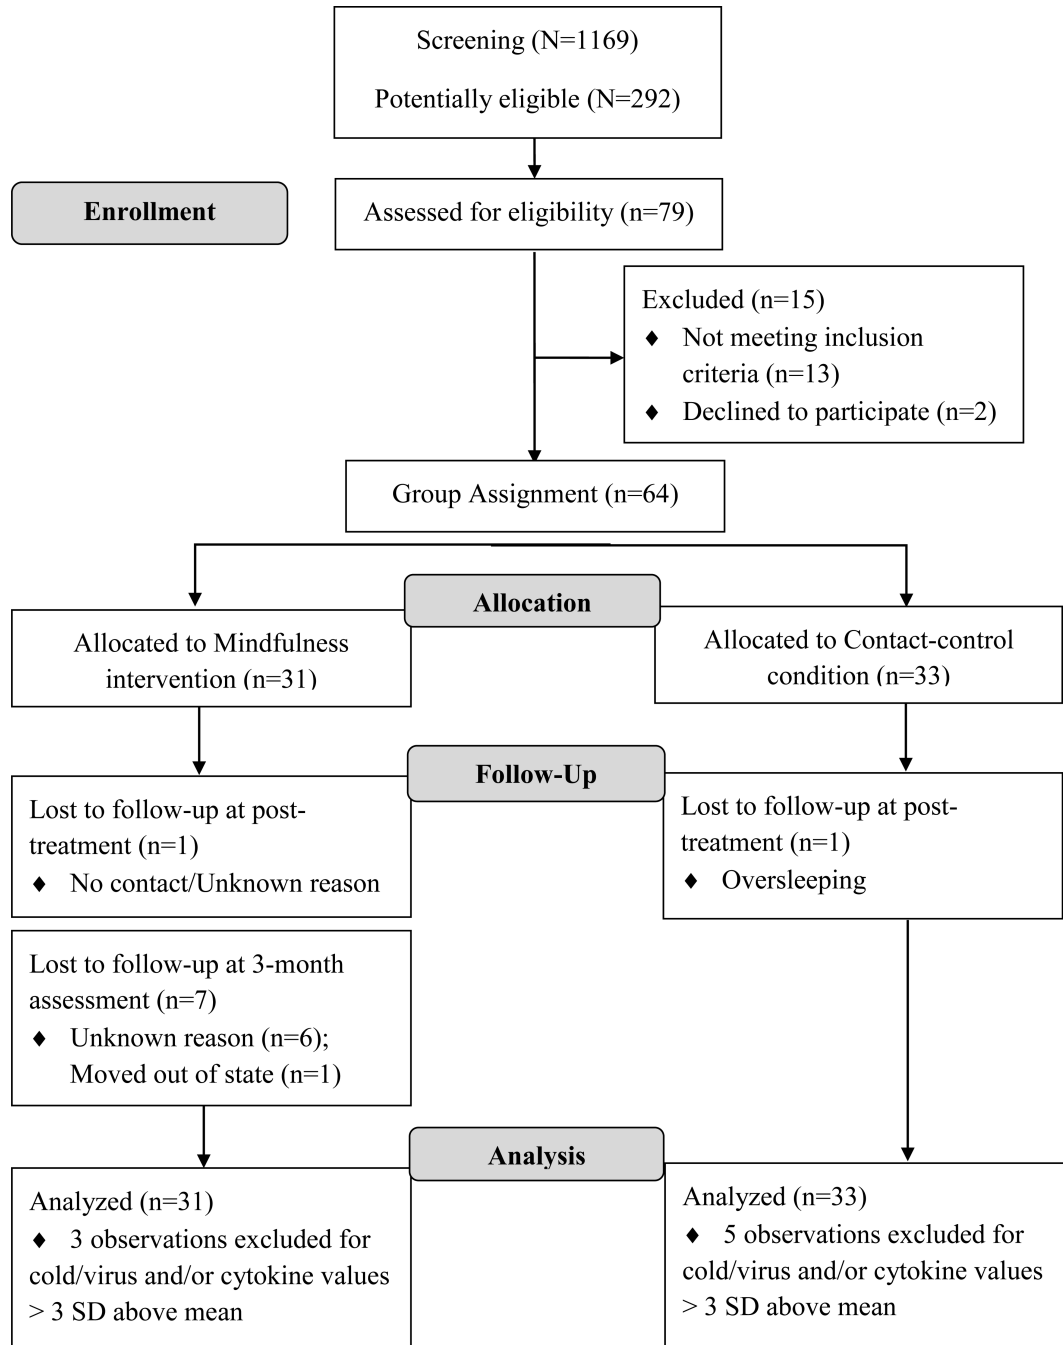 Screening (N=1169)
Potentially eligible (N=292)
Enrollment
Assessed for eligibility (n=79)
Excluded (n=15)
♦ Not meeting inclusion
criteria (n=13)
♦ Declined to participate (n=2)
Group Assignment (n=64)
Allocation
Allocated to Mindfulness
intervention (n=31)
Allocated to Contact-control
condition (n=33)
Follow-Up
Lost to follow-up at post-
treatment (n=1)
♦ No contact/Unknown reason
Lost to follow-up at post-
treatment (n=1)
♦ Oversleeping
Lost to follow-up at 3-month
assessment (n=7)
♦ Unknown reason (n=6);
Moved out of state (n=1)
Analysis
Analyzed (n=31)
♦ 3 observations excluded for
cold/virus and/or cytokine values
> 3 SD above mean
Analyzed (n=33)
♦ 5 observations excluded for
cold/virus and/or cytokine values
> 3 SD above mean